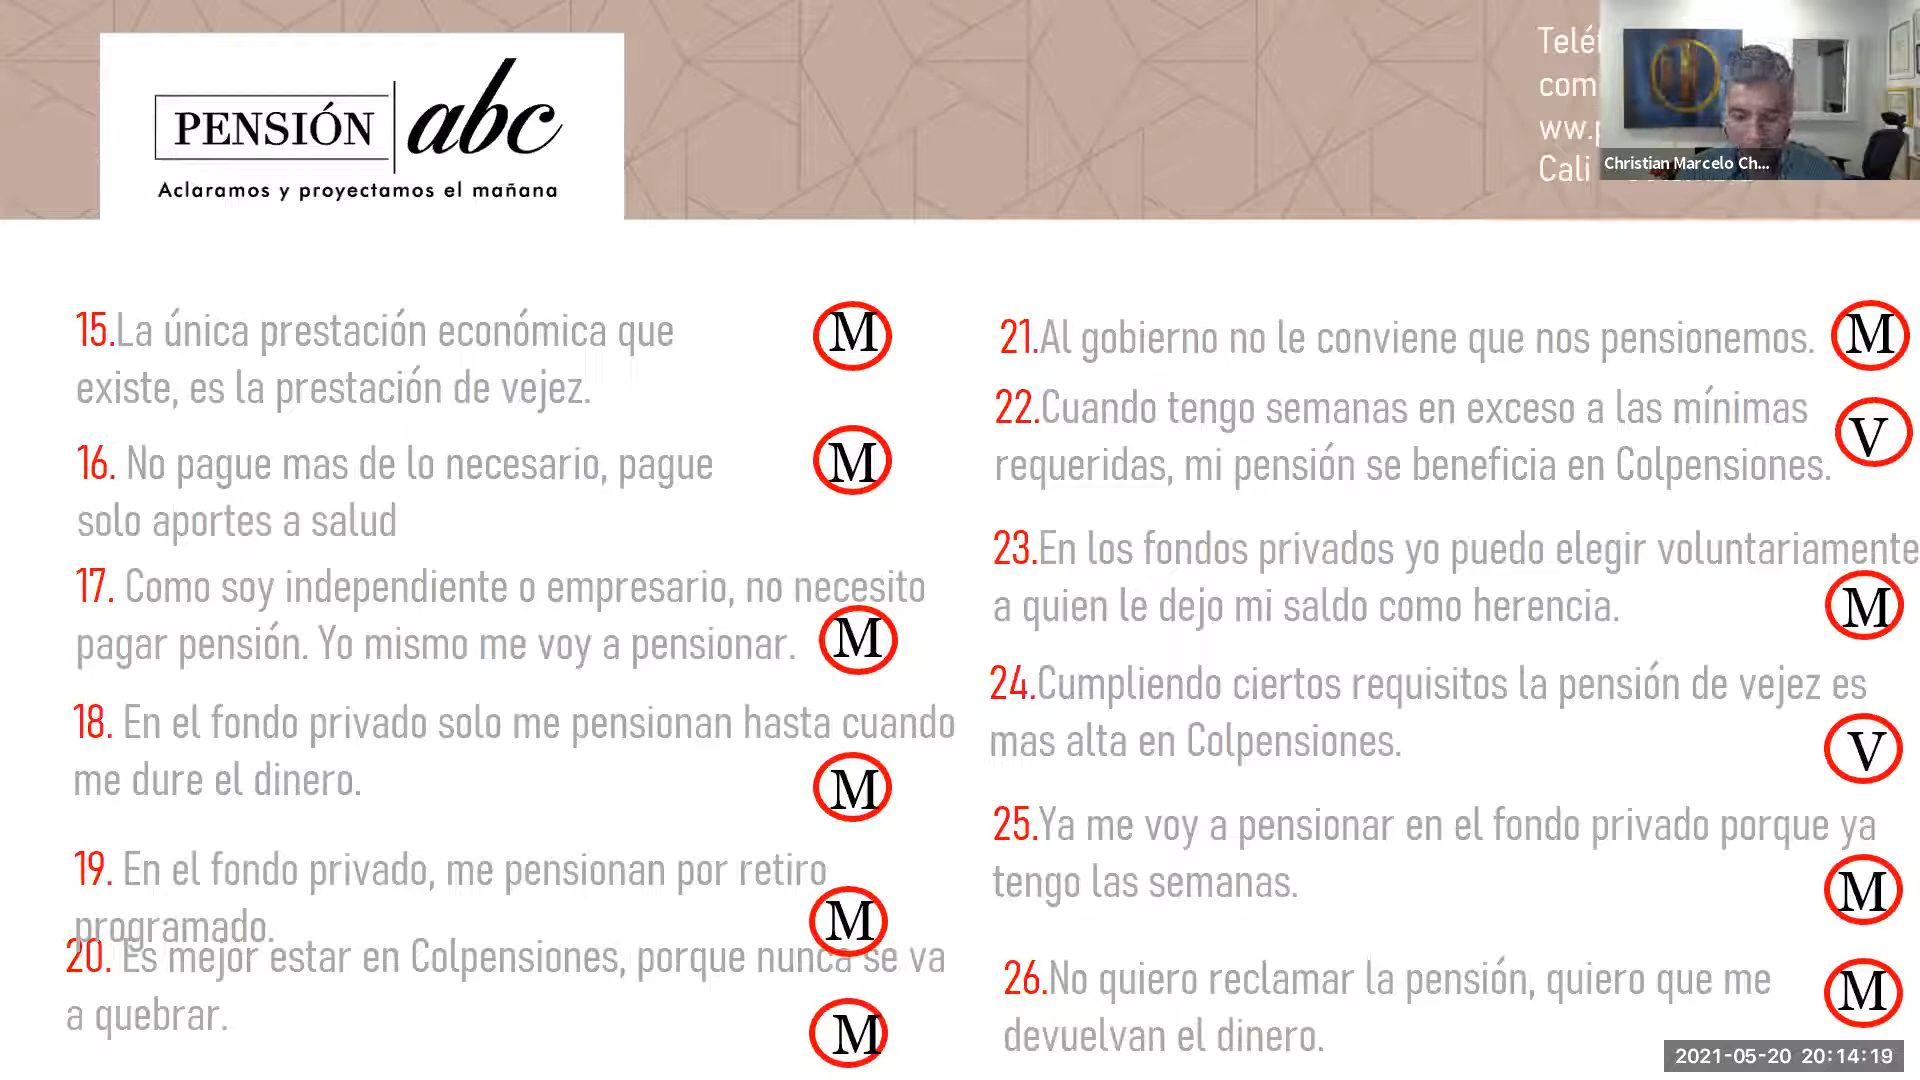 PENSIÓN abc
Aclaramos y proyectamos el mañana
Cali
Christian Marcelo Ch...
15.La única prestación económica que
existe, es la prestación de vejez.
M
16. No pague mas de lo necesario, pague
solo aportes a salud
M
17. Como soy independiente o empresario, no necesito
pagar pensión. Yo mismo me voy a pensionar.
M
18. En el fondo privado solo me pensionan hasta cuando
me dure el dinero.
M
19. En el fondo privado, me pensionan por retiro
programado.
M
20. Es mejor estar en Colpensiones, porque nunca se va
a quebrar.
M
21.Al gobierno no le conviene que nos pensionemos.
M
22.Cuando tengo semanas en exceso a las mínimas
requeridas, mi pensión se beneficia en Colpensiones.
V
23.En los fondos privados yo puedo elegir voluntariamente
a quien le dejo mi saldo como herencia.
M
24.Cumpliendo ciertos requisitos la pensión de vejez es
mas alta en Colpensiones.
V
25.Ya me voy a pensionar en el fondo privado porque ya
tengo las semanas.
M
26.No quiero reclamar la pensión, quiero que me
devuelvan el dinero.
M
2021-05-20 20:14:19